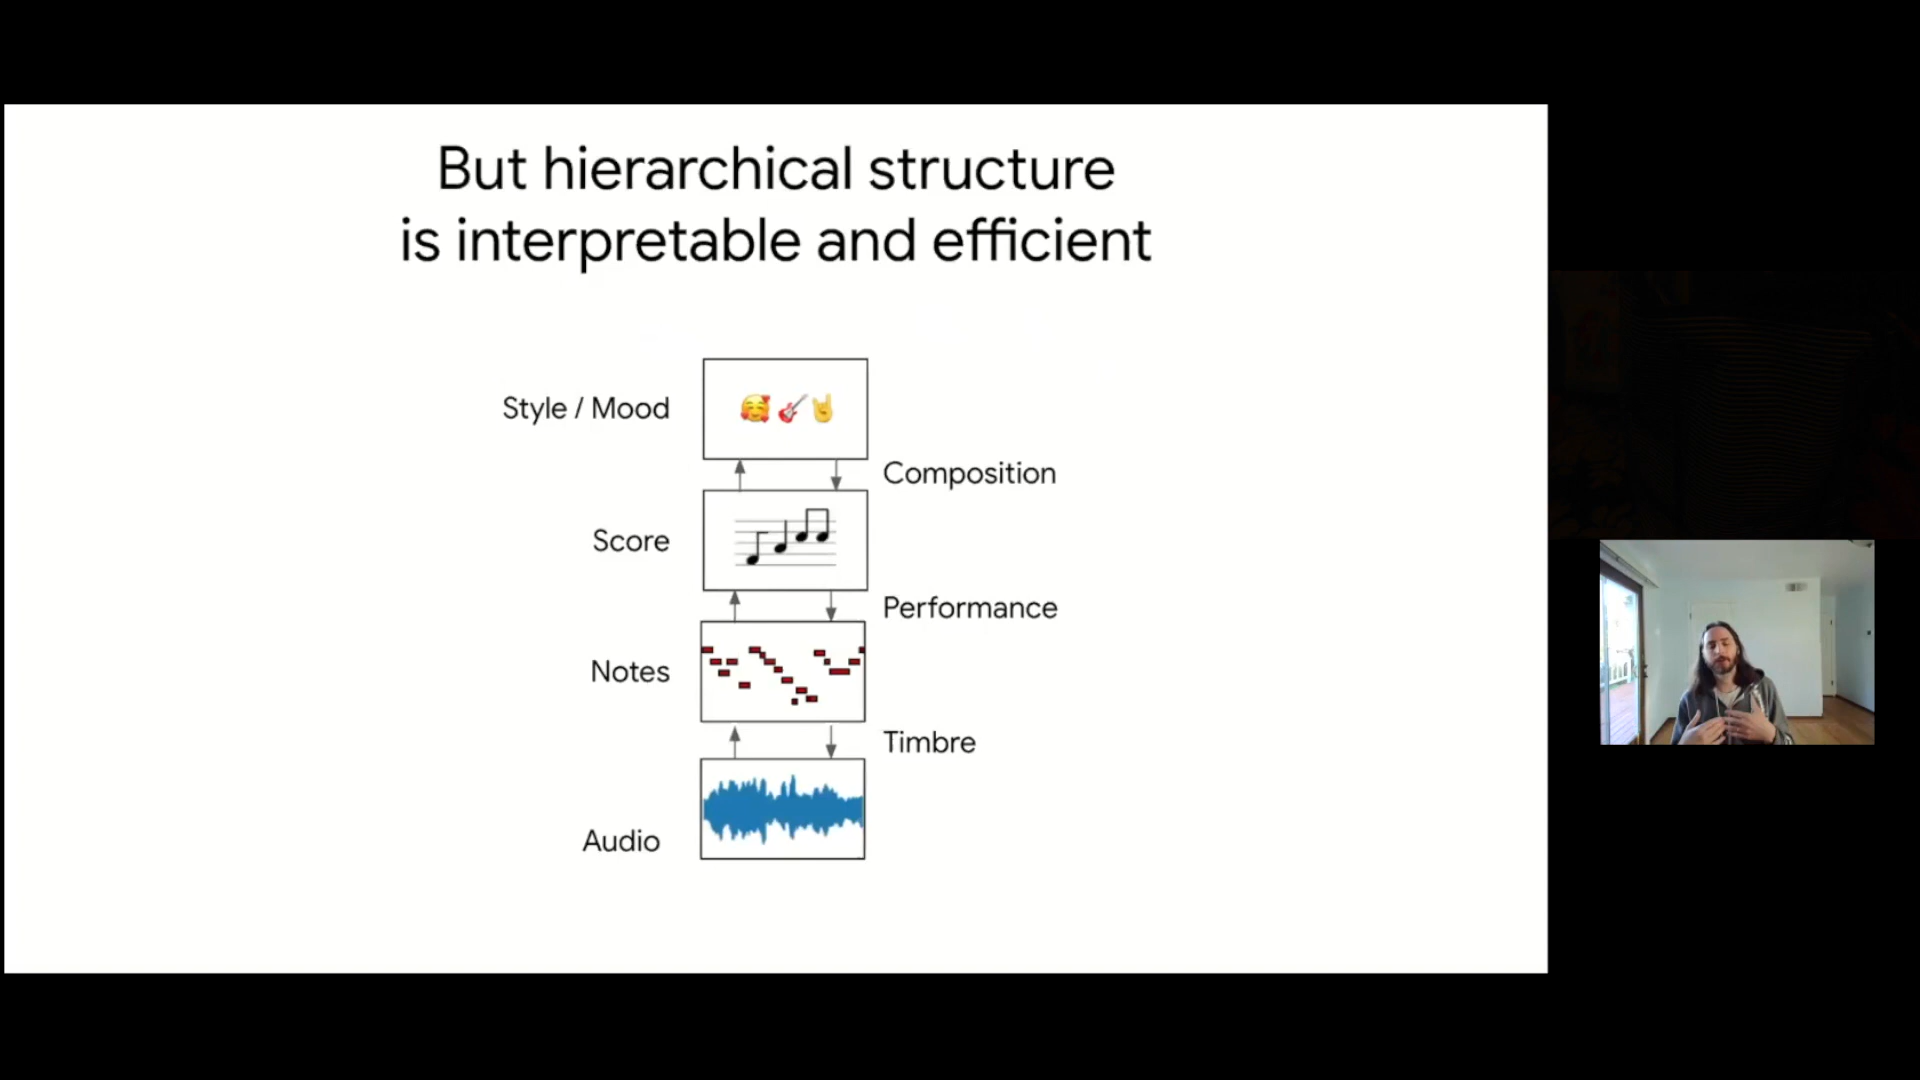 But hierarchical structure
is interpretable and efficient
Style / Mood
Composition
Score
Performance
Notes
Timbre
Audio